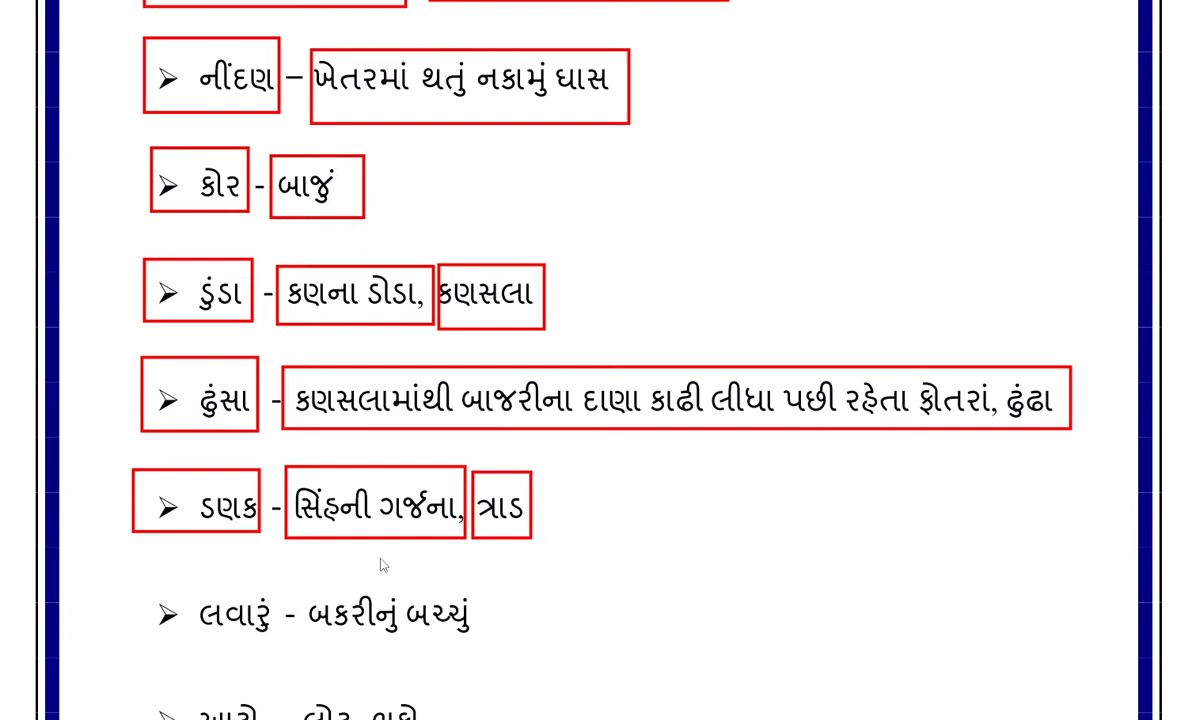 ➢ નીંદણ – ખેતરમાં થતું નકામું ઘાસ
➢ કોર - બાજું
➢ ડુંડા - કણના ડોડા, કણસલા
➢ ઢુંસા - કણસલામાંથી બાજરીના દાણા કાઢી લીધા પછી રહેતા ફોતરાં, ઢુંઢા
➢ ડણક - સિંહની ગર્જના, ત્રાડ
➢ લવારું - બકરીનું બચ્ચું